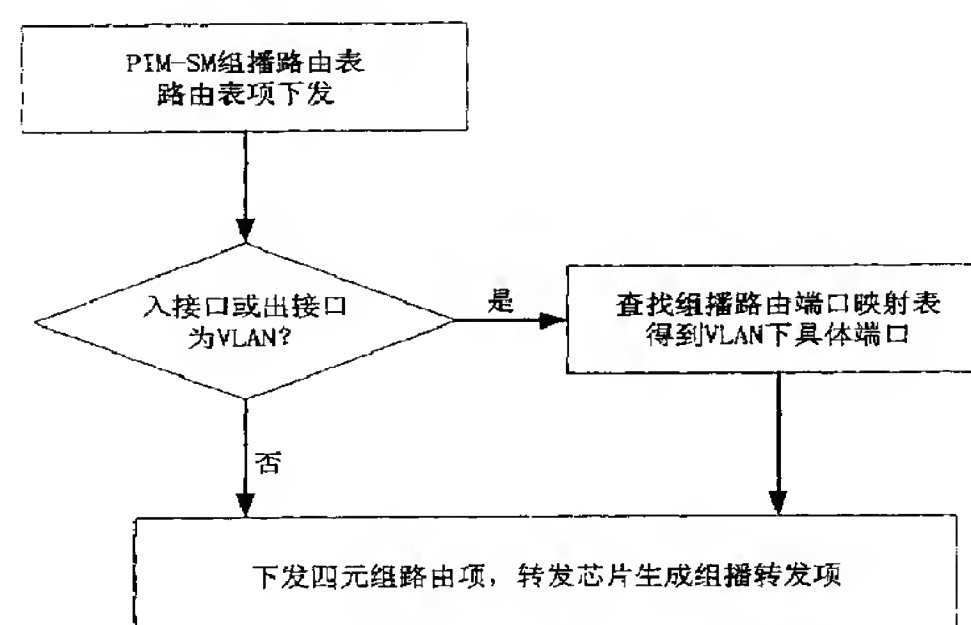 PIM-SM组播路由表
路由表项下发
入接口或出接口
为VLAN?
是
查找组播路由端口映射表
得到VLAN下具体端口
否
下发四元组路由项，转发芯片生成组播转发项